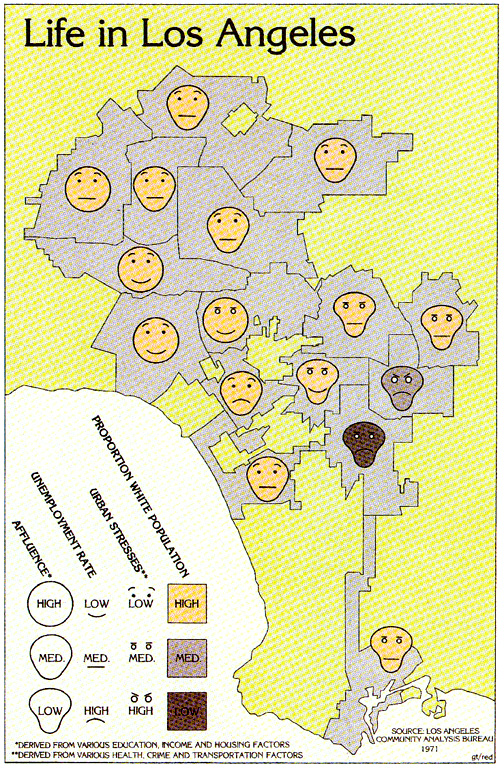 Life in Los Angeles
AFFLUENCE*
UNEMPLOYMENT RATE
URBAN STRESSES**
PROPORTION WHITE POPULATION
HIGH LOW LOW HIGH
MED. MED. MED. MED.
LOW HIGH HIGH LOW
*DERIVED FROM VARIOUS EDUCATION, INCOME AND HOUSING FACTORS
**DERIVED FROM VARIOUS HEALTH, CRIME AND TRANSPORTATION FACTORS
SOURCE: LOS ANGELES
COMMUNITY ANALYSIS BUREAU
1971
gt/red